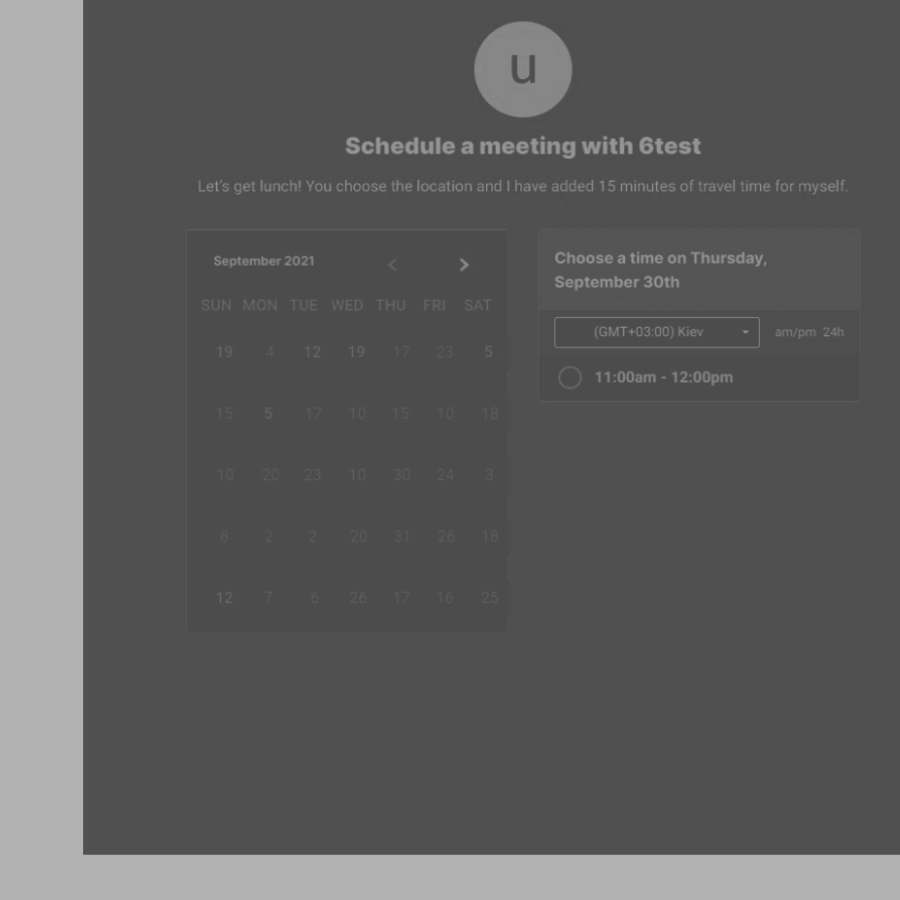 u
Schedule a meeting with 6test
Let's get lunch! You choose the location and I have added 15 minutes of travel time for myself.
September 2021
SUN MON TUE WED THU FRI SAT
19 4 12 19 17 23 5
15 5 17 10 15 10 18
10 20 23 10 30 24 3
8 2 2 20 31 26 18
12 7 6 26 17 16 25
Choose a time on Thursday,
September 30th
(GMT+03:00) Kiev am/pm 24h
11:00am - 12:00pm